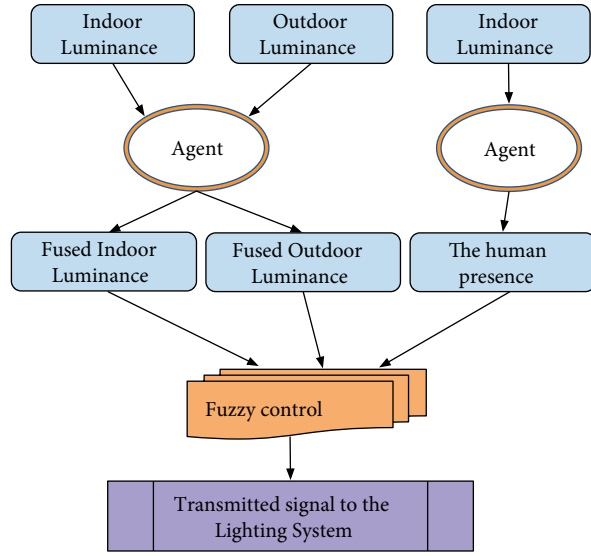 Indoor
Luminance
Outdoor
Luminance
Indoor
Luminance
Agent
Agent
Fused Indoor
Luminance
Fused Outdoor
Luminance
The human
presence
Fuzzy control
Transmitted signal to the
Lighting System